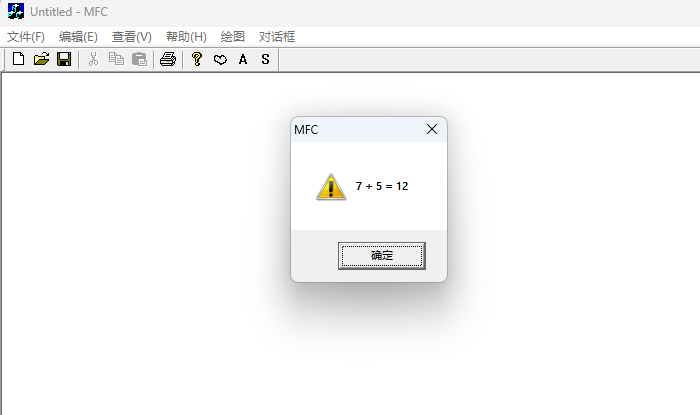 Untitled - MFC
文件(F) 编辑(E) 查看(V) 帮助(H) 绘图 对话框
A S
MFC
7 + 5 = 12
确定